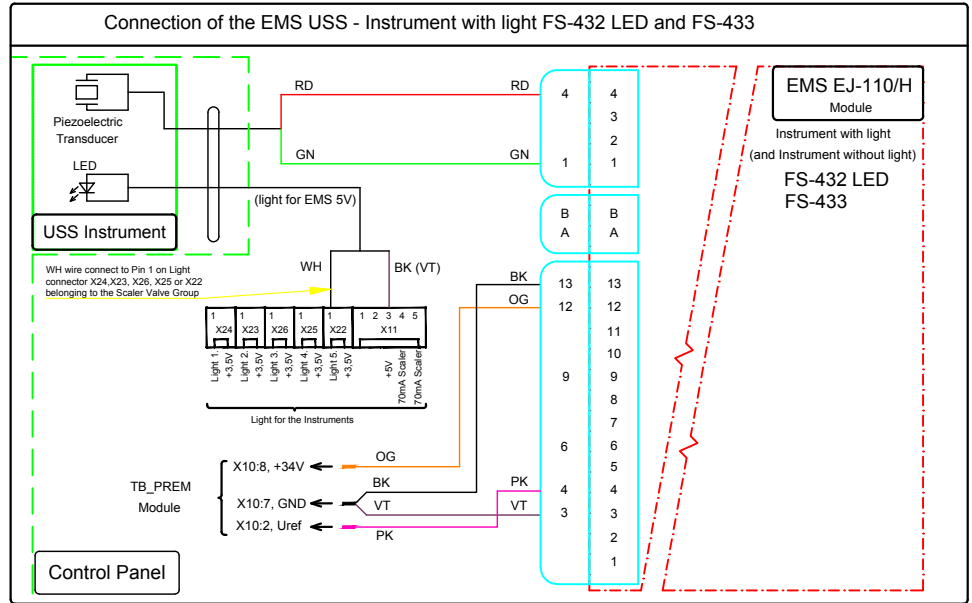 Connection of the EMS USS - Instrument with light FS-432 LED and FS-433
Piezoelectric
Transducer
LED
USS Instrument
RD
RD
GN
GN
(light for EMS 5V)
WH
BK (VT)
WH wire connect to Pin 1 on Light
connector X24,X23, X26, X25 or X22
belonging to the Scaler Valve Group
1
1
1
1
1
1 2 3 4 5
X24
X23
X26
X25
X22
X11
Light 1.
+3,5V
Light 2.
+3,5V
Light 3.
+3,5V
Light 4.
+3,5V
Light 5.
+3,5V
+5V
70mA Scaler
70mA Scaler
Light for the Instruments
TB_PREM
Module
X10:8, +34V
X10:7, GND
X10:2, Uref
OG
BK
VT
PK
BK
OG
PK
VT
4
1
4
3
2
1
B
A
B
A
13
12
9
6
4
3
13
12
11
10
9
8
7
6
5
4
3
2
1
EMS EJ-110/H
Module
Instrument with light
(and Instrument without light)
FS-432 LED
FS-433
Control Panel